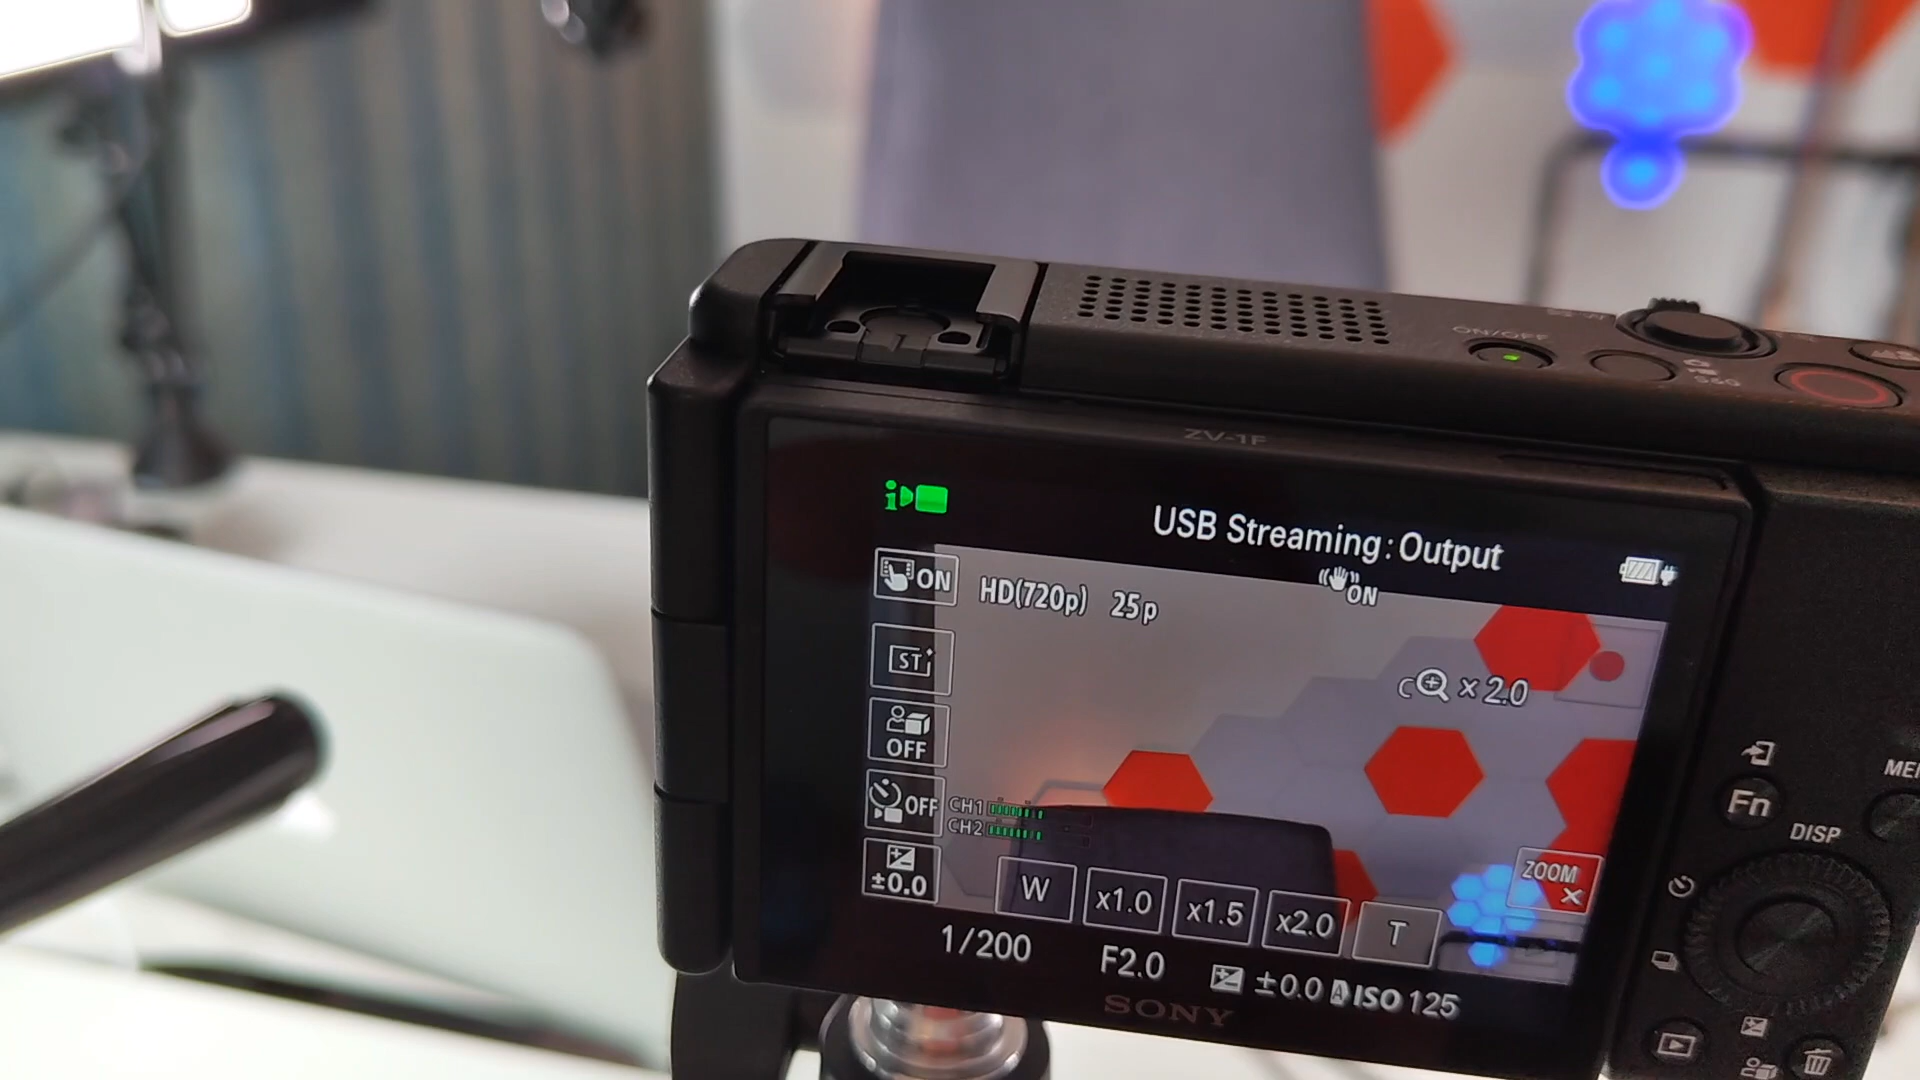 ON/OFF
ZV-1F
USB Streaming:Output
ON
ON
HD(720p) 25p
ST
C x 2.0
OFF
OFF
CH1
CH2
±0.0
ZOOM X
W x1.0 x1.5 x2.0 T
1/200 F2.0 ±0.0 ISO 125
SONY
Fn
DISP